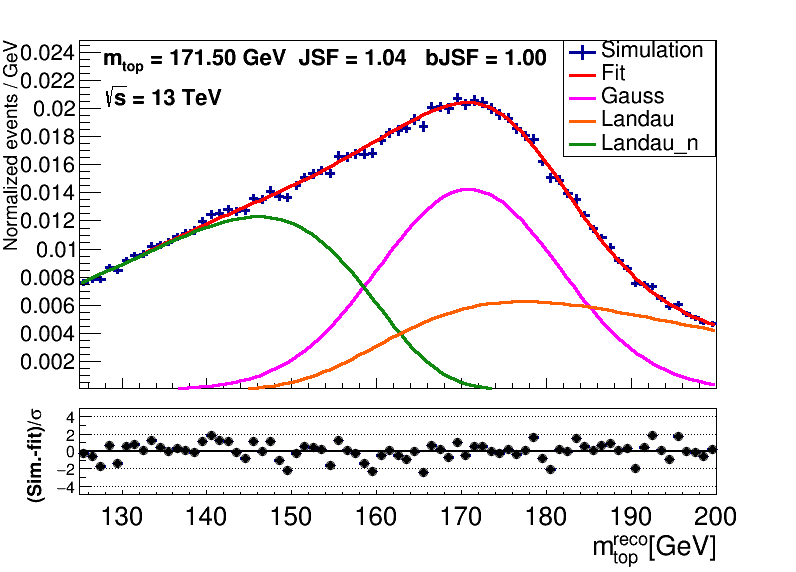 Normalized events / GeV
m_top = 171.50 GeV JSF = 1.04 bJSF = 1.00
√s = 13 TeV
Simulation
Fit
Gauss
Landau
Landau_n
0.024
0.022
0.02
0.018
0.016
0.014
0.012
0.01
0.008
0.006
0.004
0.002
(Sim.-fit)/σ
4
2
0
−2
−4
130 140 150 160 170 180 190 200
m_top^reco[GeV]